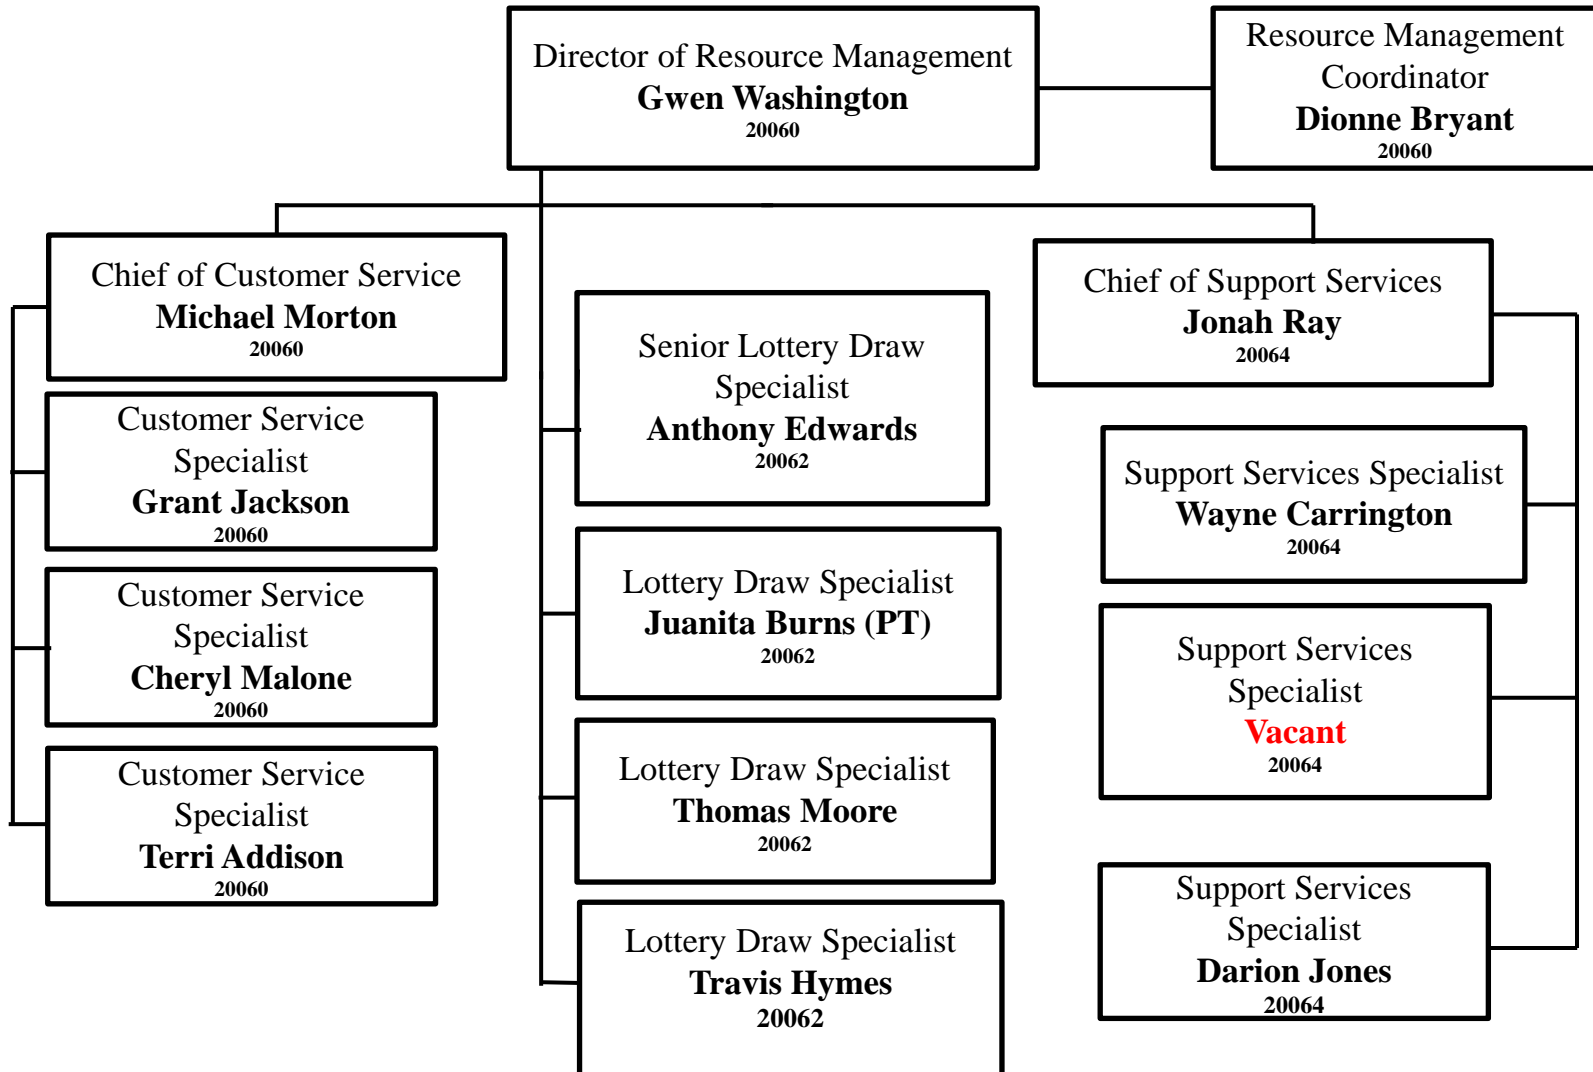 Director of Resource Management
Gwen Washington
20060
Resource Management
Coordinator
Dionne Bryant
20060
Chief of Customer Service
Michael Morton
20060
Customer Service
Specialist
Grant Jackson
20060
Customer Service
Specialist
Cheryl Malone
20060
Customer Service
Specialist
Terri Addison
20060
Senior Lottery Draw
Specialist
Anthony Edwards
20062
Lottery Draw Specialist
Juanita Burns (PT)
20062
Lottery Draw Specialist
Thomas Moore
20062
Lottery Draw Specialist
Travis Hymes
20062
Chief of Support Services
Jonah Ray
20064
Support Services Specialist
Wayne Carrington
20064
Support Services
Specialist
Vacant
20064
Support Services
Specialist
Darion Jones
20064